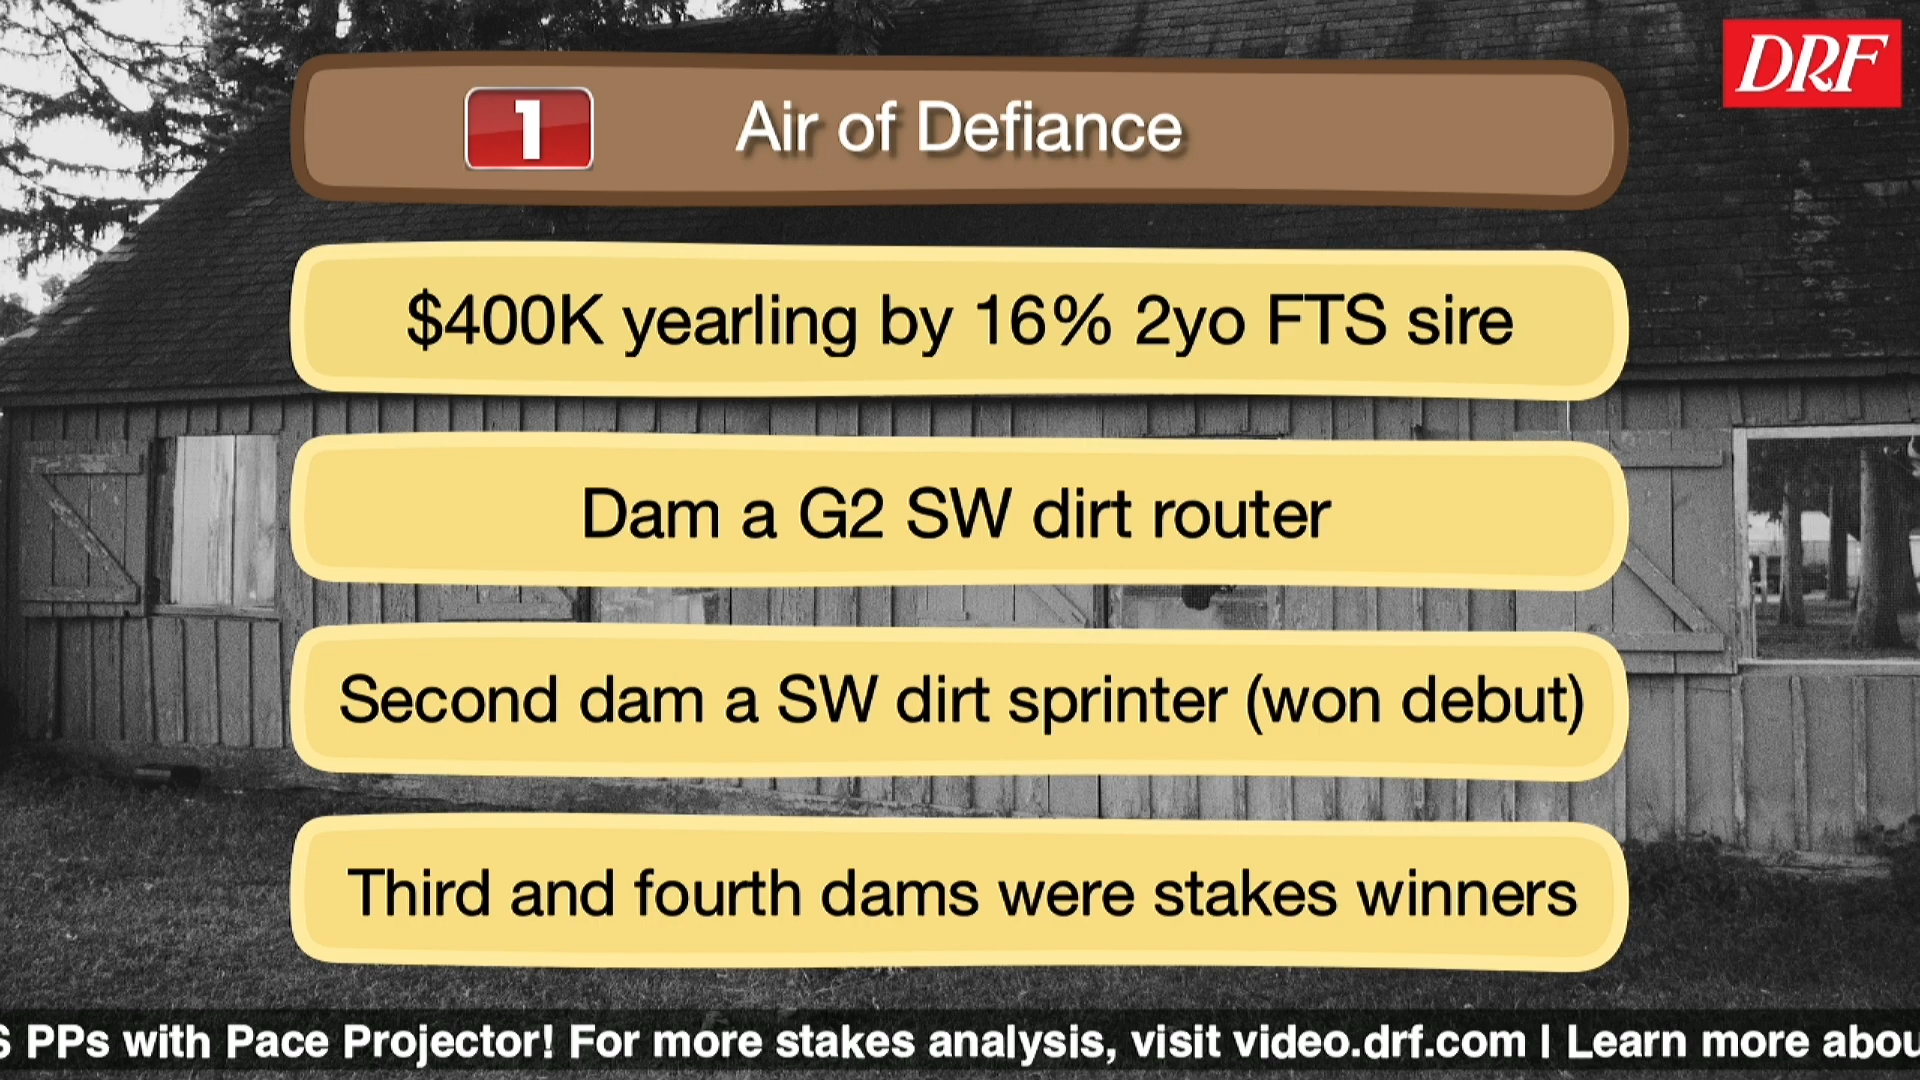 DRF
1 Air of Defiance
$400K yearling by 16% 2yo FTS sire
Dam a G2 SW dirt router
Second dam a SW dirt sprinter (won debut)
Third and fourth dams were stakes winners
S PPs with Pace Projector! For more stakes analysis, visit video.drf.com | Learn more abou